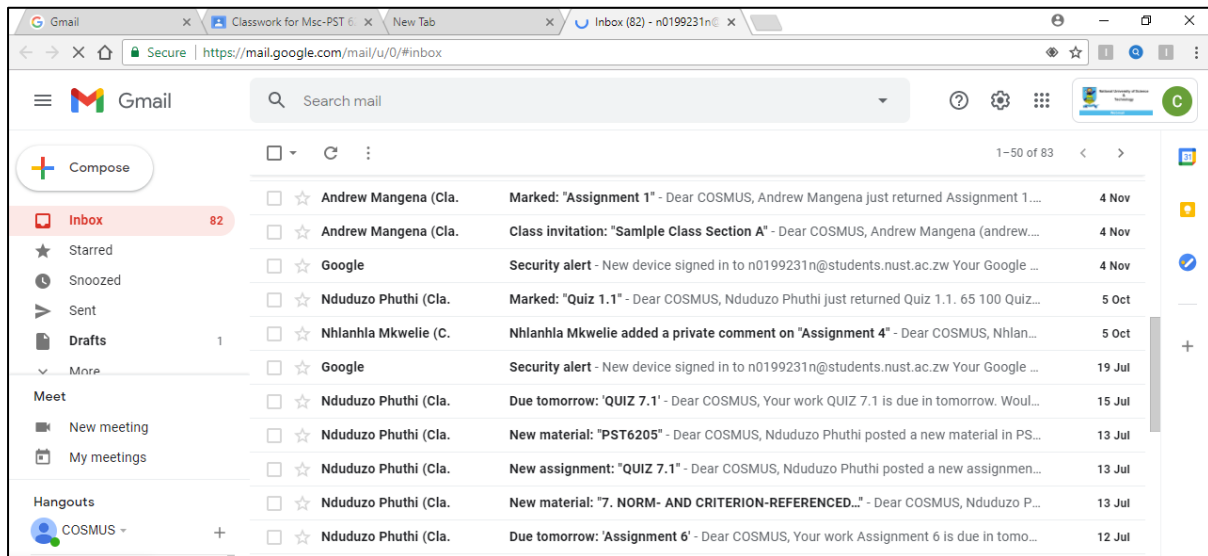 Gmail
Classwork for Msc-PST 6
New Tab
Inbox (82) - n0199231n@
Secure | https://mail.google.com/mail/u/0/#inbox
Gmail
Search mail
C
Compose
1–50 of 83
Inbox 82
Starred
Snoozed
Sent
Drafts 1
More
Meet
New meeting
My meetings
Hangouts
COSMUS
Andrew Mangena (Cla. Marked: "Assignment 1" - Dear COSMUS, Andrew Mangena just returned Assignment 1.… 4 Nov
Andrew Mangena (Cla. Class invitation: "Samlple Class Section A" - Dear COSMUS, Andrew Mangena (andrew.… 4 Nov
Google Security alert - New device signed in to n0199231n@students.nust.ac.zw Your Google … 4 Nov
Nduduzo Phuthi (Cla. Marked: "Quiz 1.1" - Dear COSMUS, Nduduzo Phuthi just returned Quiz 1.1. 65 100 Quiz… 5 Oct
Nhlanhla Mkwelie (C. Nhlanhla Mkwelie added a private comment on "Assignment 4" - Dear COSMUS, Nhlan… 5 Oct
Google Security alert - New device signed in to n0199231n@students.nust.ac.zw Your Google … 19 Jul
Nduduzo Phuthi (Cla. Due tomorrow: 'QUIZ 7.1' - Dear COSMUS, Your work QUIZ 7.1 is due in tomorrow. Woul… 15 Jul
Nduduzo Phuthi (Cla. New material: "PST6205" - Dear COSMUS, Nduduzo Phuthi posted a new material in PS… 13 Jul
Nduduzo Phuthi (Cla. New assignment: "QUIZ 7.1" - Dear COSMUS, Nduduzo Phuthi posted a new assignmen… 13 Jul
Nduduzo Phuthi (Cla. New material: "7. NORM- AND CRITERION-REFERENCED…" - Dear COSMUS, Nduduzo P… 13 Jul
Nduduzo Phuthi (Cla. Due tomorrow: 'Assignment 6' - Dear COSMUS, Your work Assignment 6 is due in tomo… 12 Jul
31